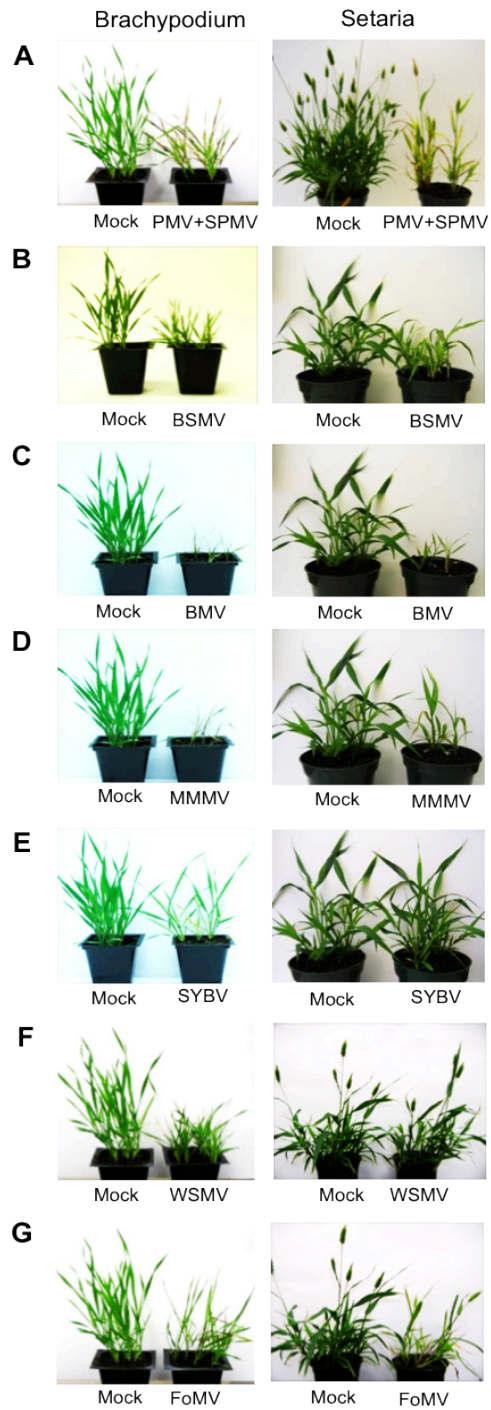 Brachypodium Setaria
A
Mock PMV+SPMV Mock PMV+SPMV
B
Mock BSMV Mock BSMV
C
Mock BMV Mock BMV
D
Mock MMMV Mock MMMV
E
Mock SYBV Mock SYBV
F
Mock WSMV Mock WSMV
G
Mock FoMV Mock FoMV